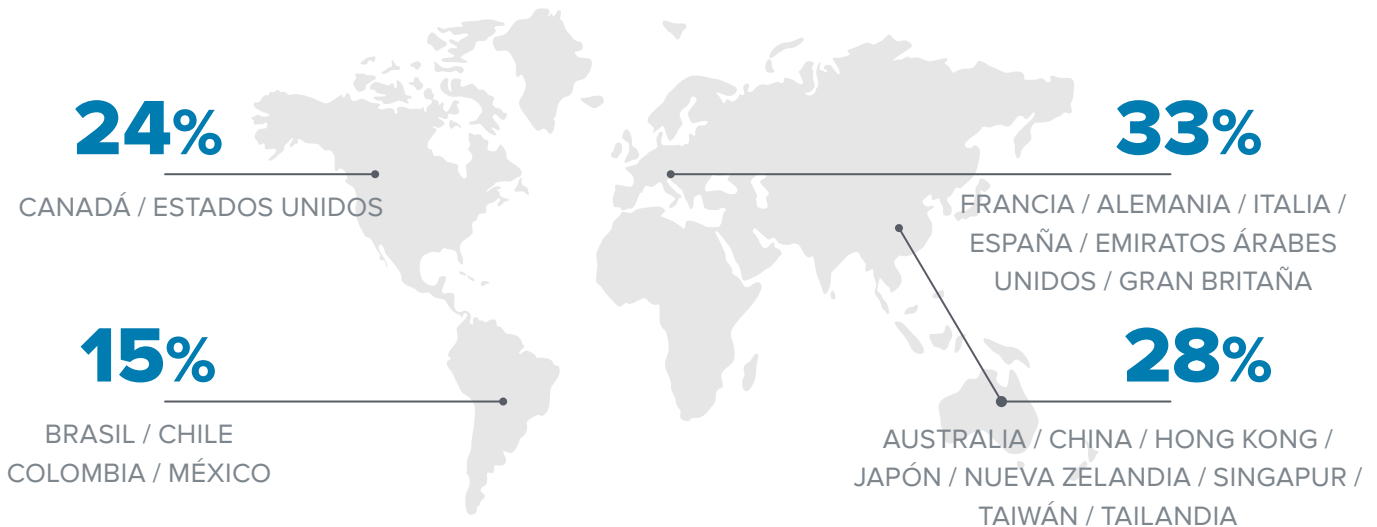 24%
CANADÁ / ESTADOS UNIDOS
33%
FRANCIA / ALEMANIA / ITALIA /
ESPAÑA / EMIRATOS ÁRABES
UNIDOS / GRAN BRITAÑA
15%
BRASIL / CHILE
COLOMBIA / MÉXICO
28%
AUSTRALIA / CHINA / HONG KONG /
JAPÓN / NUEVA ZELANDIA / SINGAPUR /
TAIWÁN / TAILANDIA